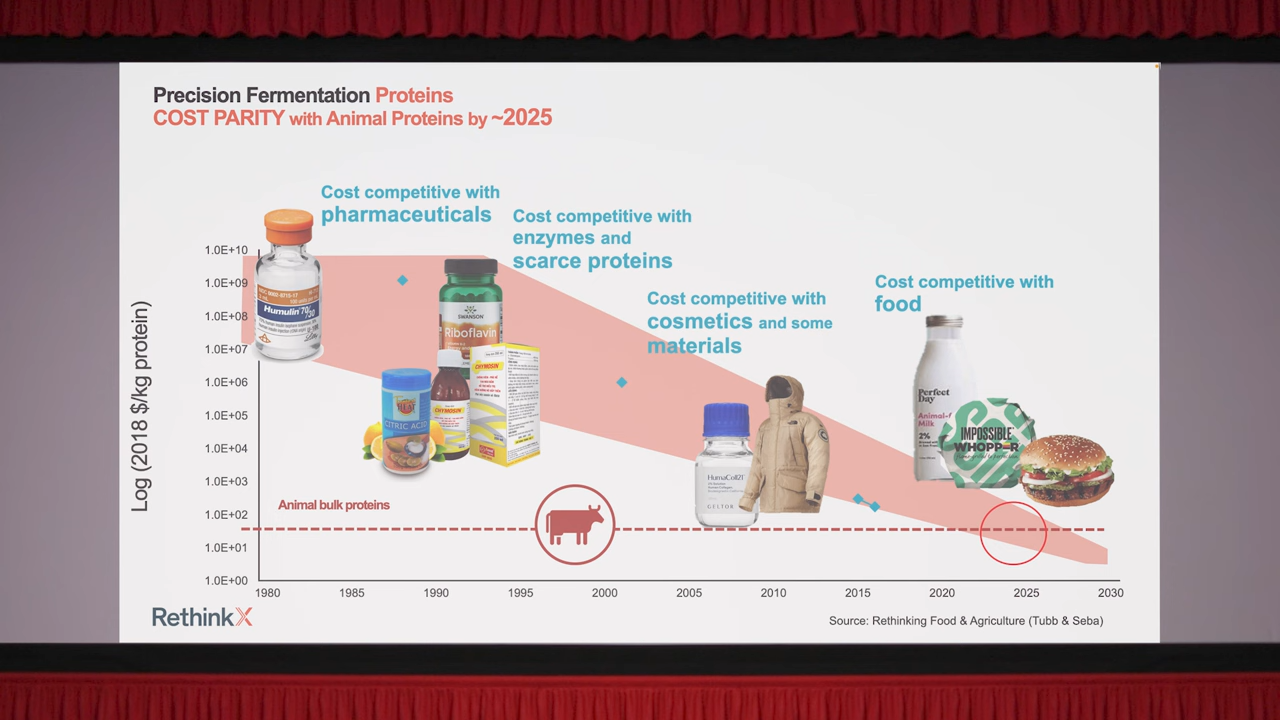 Precision Fermentation Proteins
COST PARITY with Animal Proteins by ~2025
Cost competitive with
pharmaceuticals
Cost competitive with
enzymes and
scarce proteins
Cost competitive with
cosmetics and some
materials
Cost competitive with
food
Log (2018 $/kg protein)
1.0E+10
1.0E+09
1.0E+08
1.0E+07
1.0E+06
1.0E+05
1.0E+04
1.0E+03
1.0E+02
1.0E+01
1.0E+00
Humulin 70/30
SWANSON
Riboflavin
CHYMOSIN
CHYMOSIN
CITRIC ACID
HumaColl21
GELTOR
Perfect
Day
Milk
2%
IMPOSSIBLE
WHOPPER
Animal bulk proteins
1980 1985 1990 1995 2000 2005 2010 2015 2020 2025 2030
RethinkX
Source: Rethinking Food & Agriculture (Tubb & Seba)